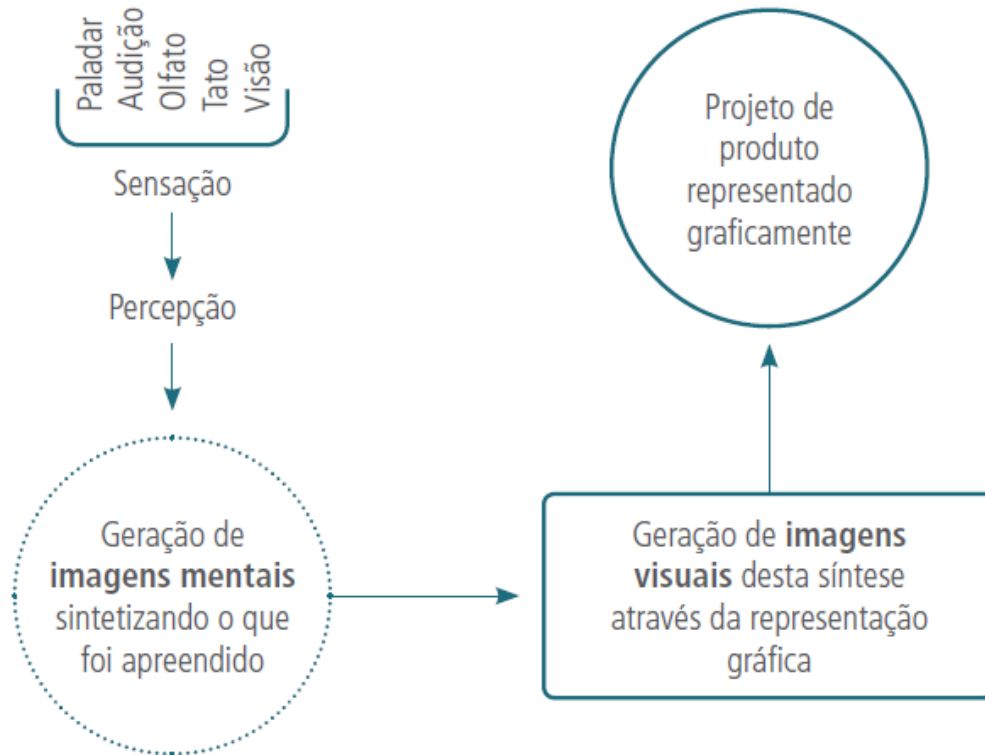 Paladar
Audição
Olfato
Tato
Visão
Sensação
Percepção
Geração de
imagens mentais
sintetizando o que
foi apreendido
Geração de imagens
visuais desta síntese
através da representação
gráfica
Projeto de
produto
representado
graficamente